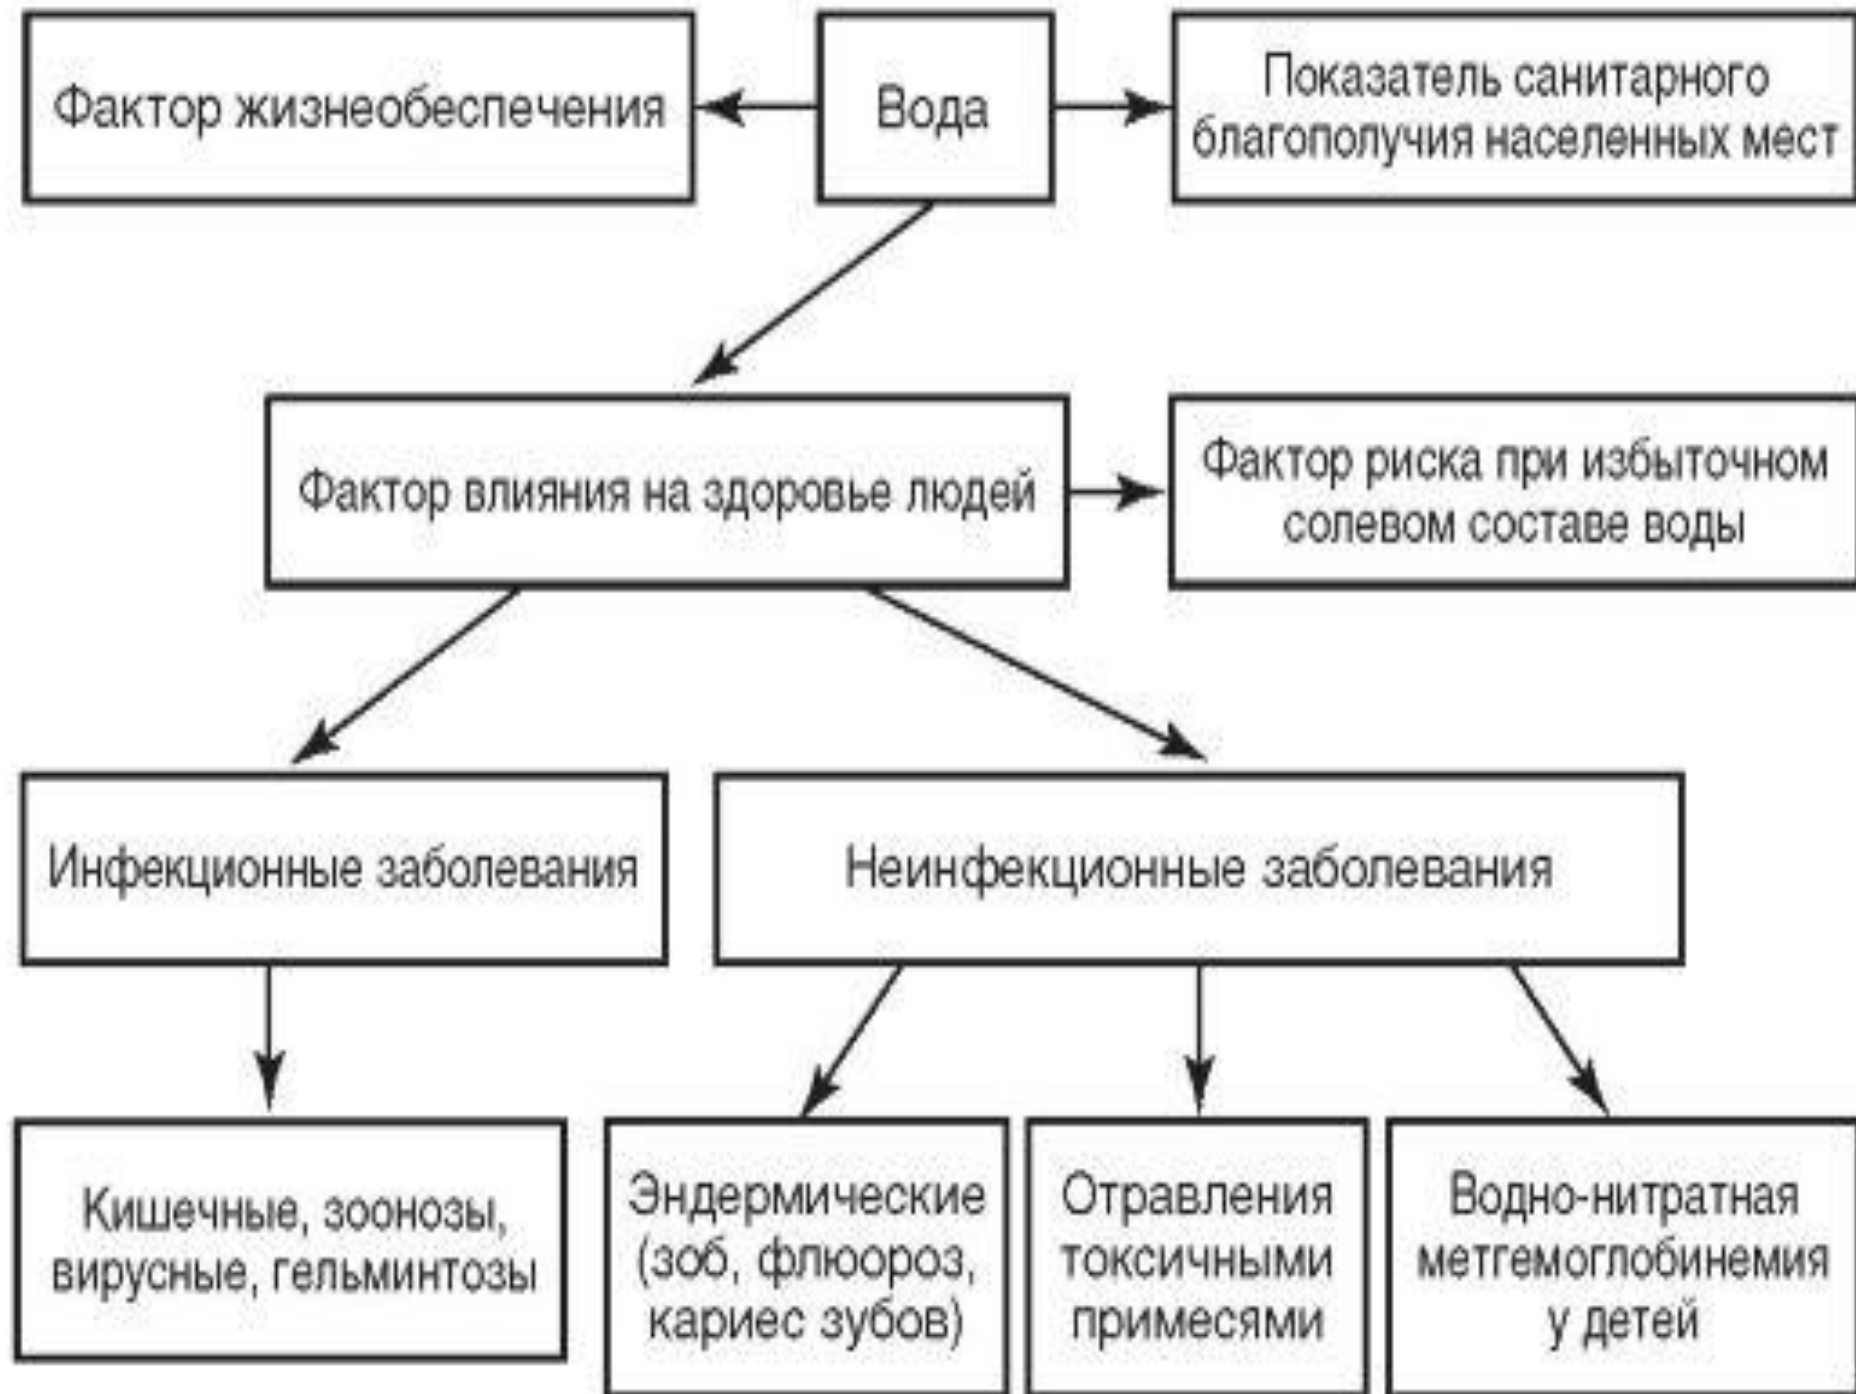 Фактор жизнеобеспечения
Вода
Показатель санитарного
благополучия населенных мест
Фактор влияния на здоровье людей
Фактор риска при избыточном
солевом составе воды
Инфекционные заболевания
Неинфекционные заболевания
Кишечные, зоонозы,
вирусные, гельминтозы
Эндермические
(зоб, флюороз,
кариес зубов)
Отравления
токсичными
примесями
Водно-нитратная
метгемоглобинемия
у детей